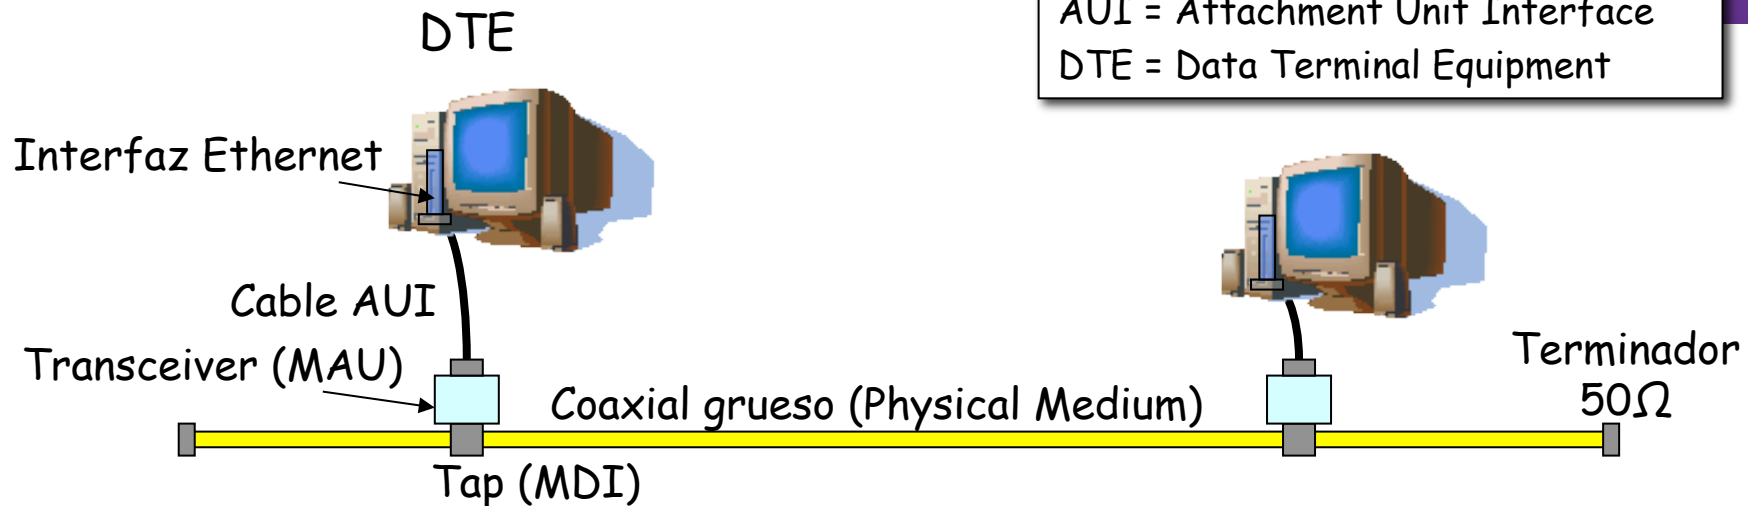 AUI = Attachment Unit Interface
DTE = Data Terminal Equipment
DTE
Interfaz Ethernet
Cable AUI
Transceiver (MAU)
Coaxial grueso (Physical Medium)
Terminador
50Ω
Tap (MDI)